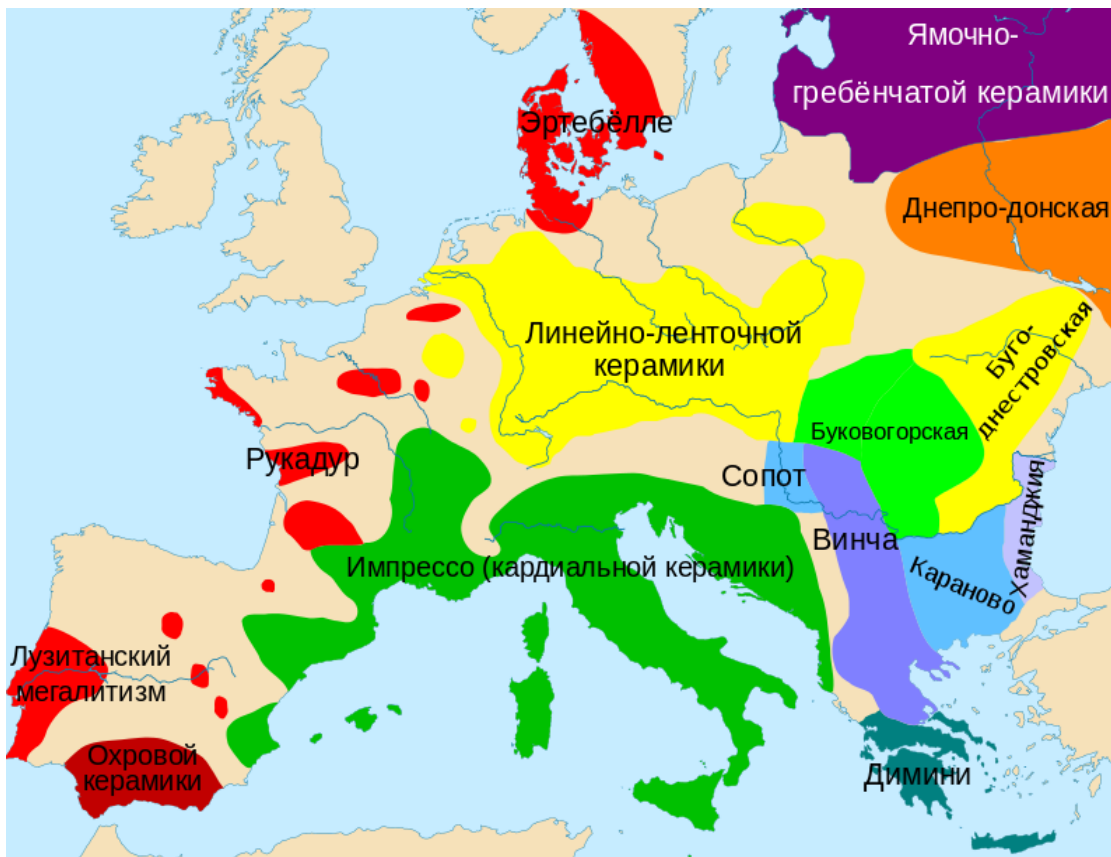 Ямочно-
гребёнчатой керамики
Эртебёлле
Днепро-донская
Линейно-ленточной
керамики
Буго-
днестровская
Буковогорская
Рукадур
Сопот
Хаманджия
Винча
Импрессо (кардиальной керамики)
Караново
Лузитанский
мегалитизм
Охровой
керамики
Димини